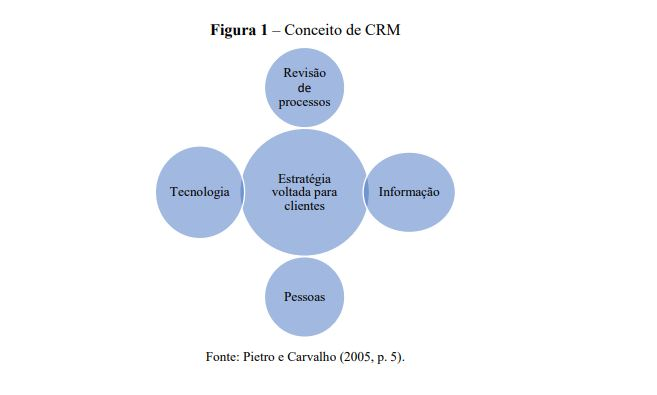 Figura 1 – Conceito de CRM
Revisão
de
processos
Tecnologia
Estratégia
voltada para
clientes
Informação
Pessoas
Fonte: Pietro e Carvalho (2005, p. 5).